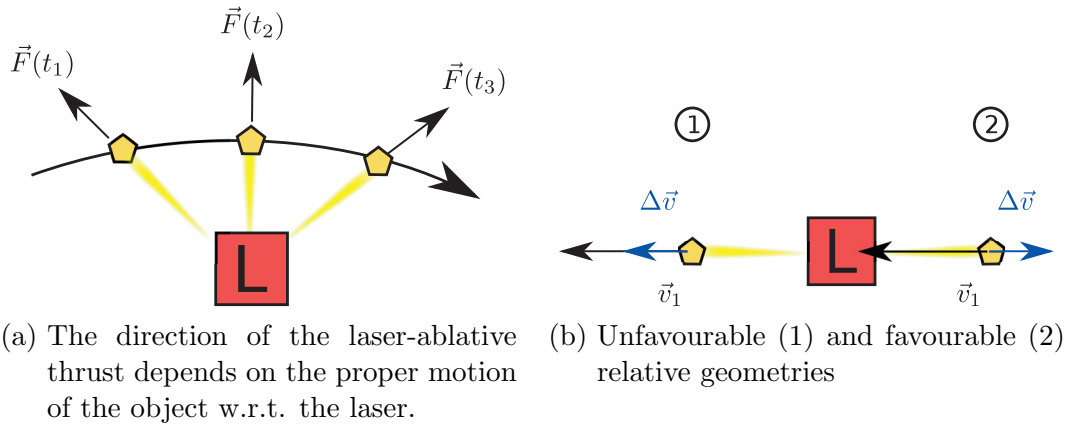 F⃗(t₁)
F⃗(t₂)
F⃗(t₃)
L
(a) The direction of the laser-ablative
thrust depends on the proper motion
of the object w.r.t. the laser.
1
2
Δv⃗
Δv⃗
L
v⃗₁
v⃗₁
(b) Unfavourable (1) and favourable (2)
relative geometries